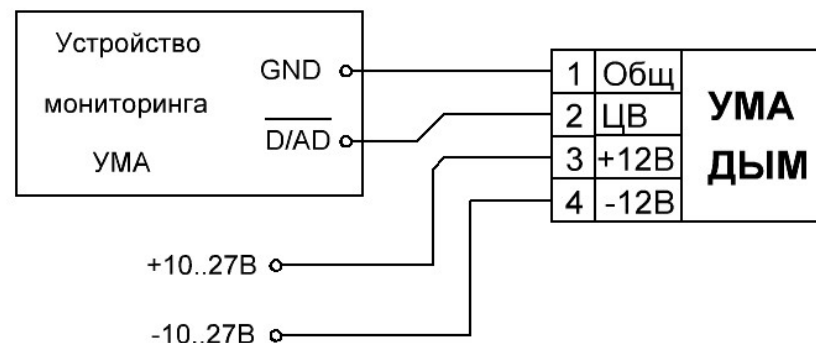 Устройство
мониторинга
УМА
GND
D/AD
1 Общ
2 ЦВ
3 +12В
4 -12В
УМА
ДЫМ
+10..27В
-10..27В